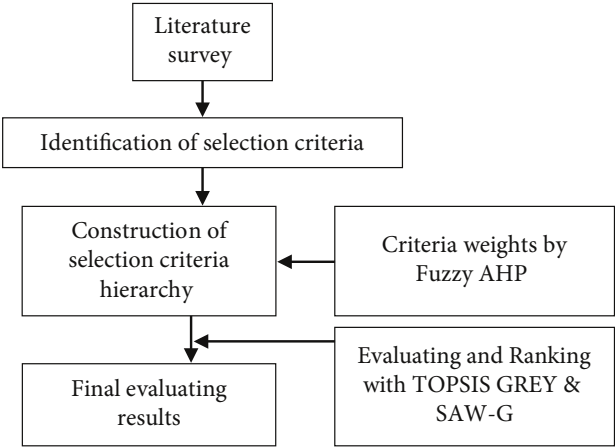 Literature
survey
Identification of selection criteria
Construction of
selection criteria
hierarchy
Criteria weights by
Fuzzy AHP
Evaluating and Ranking
with TOPSIS GREY &
SAW-G
Final evaluating
results